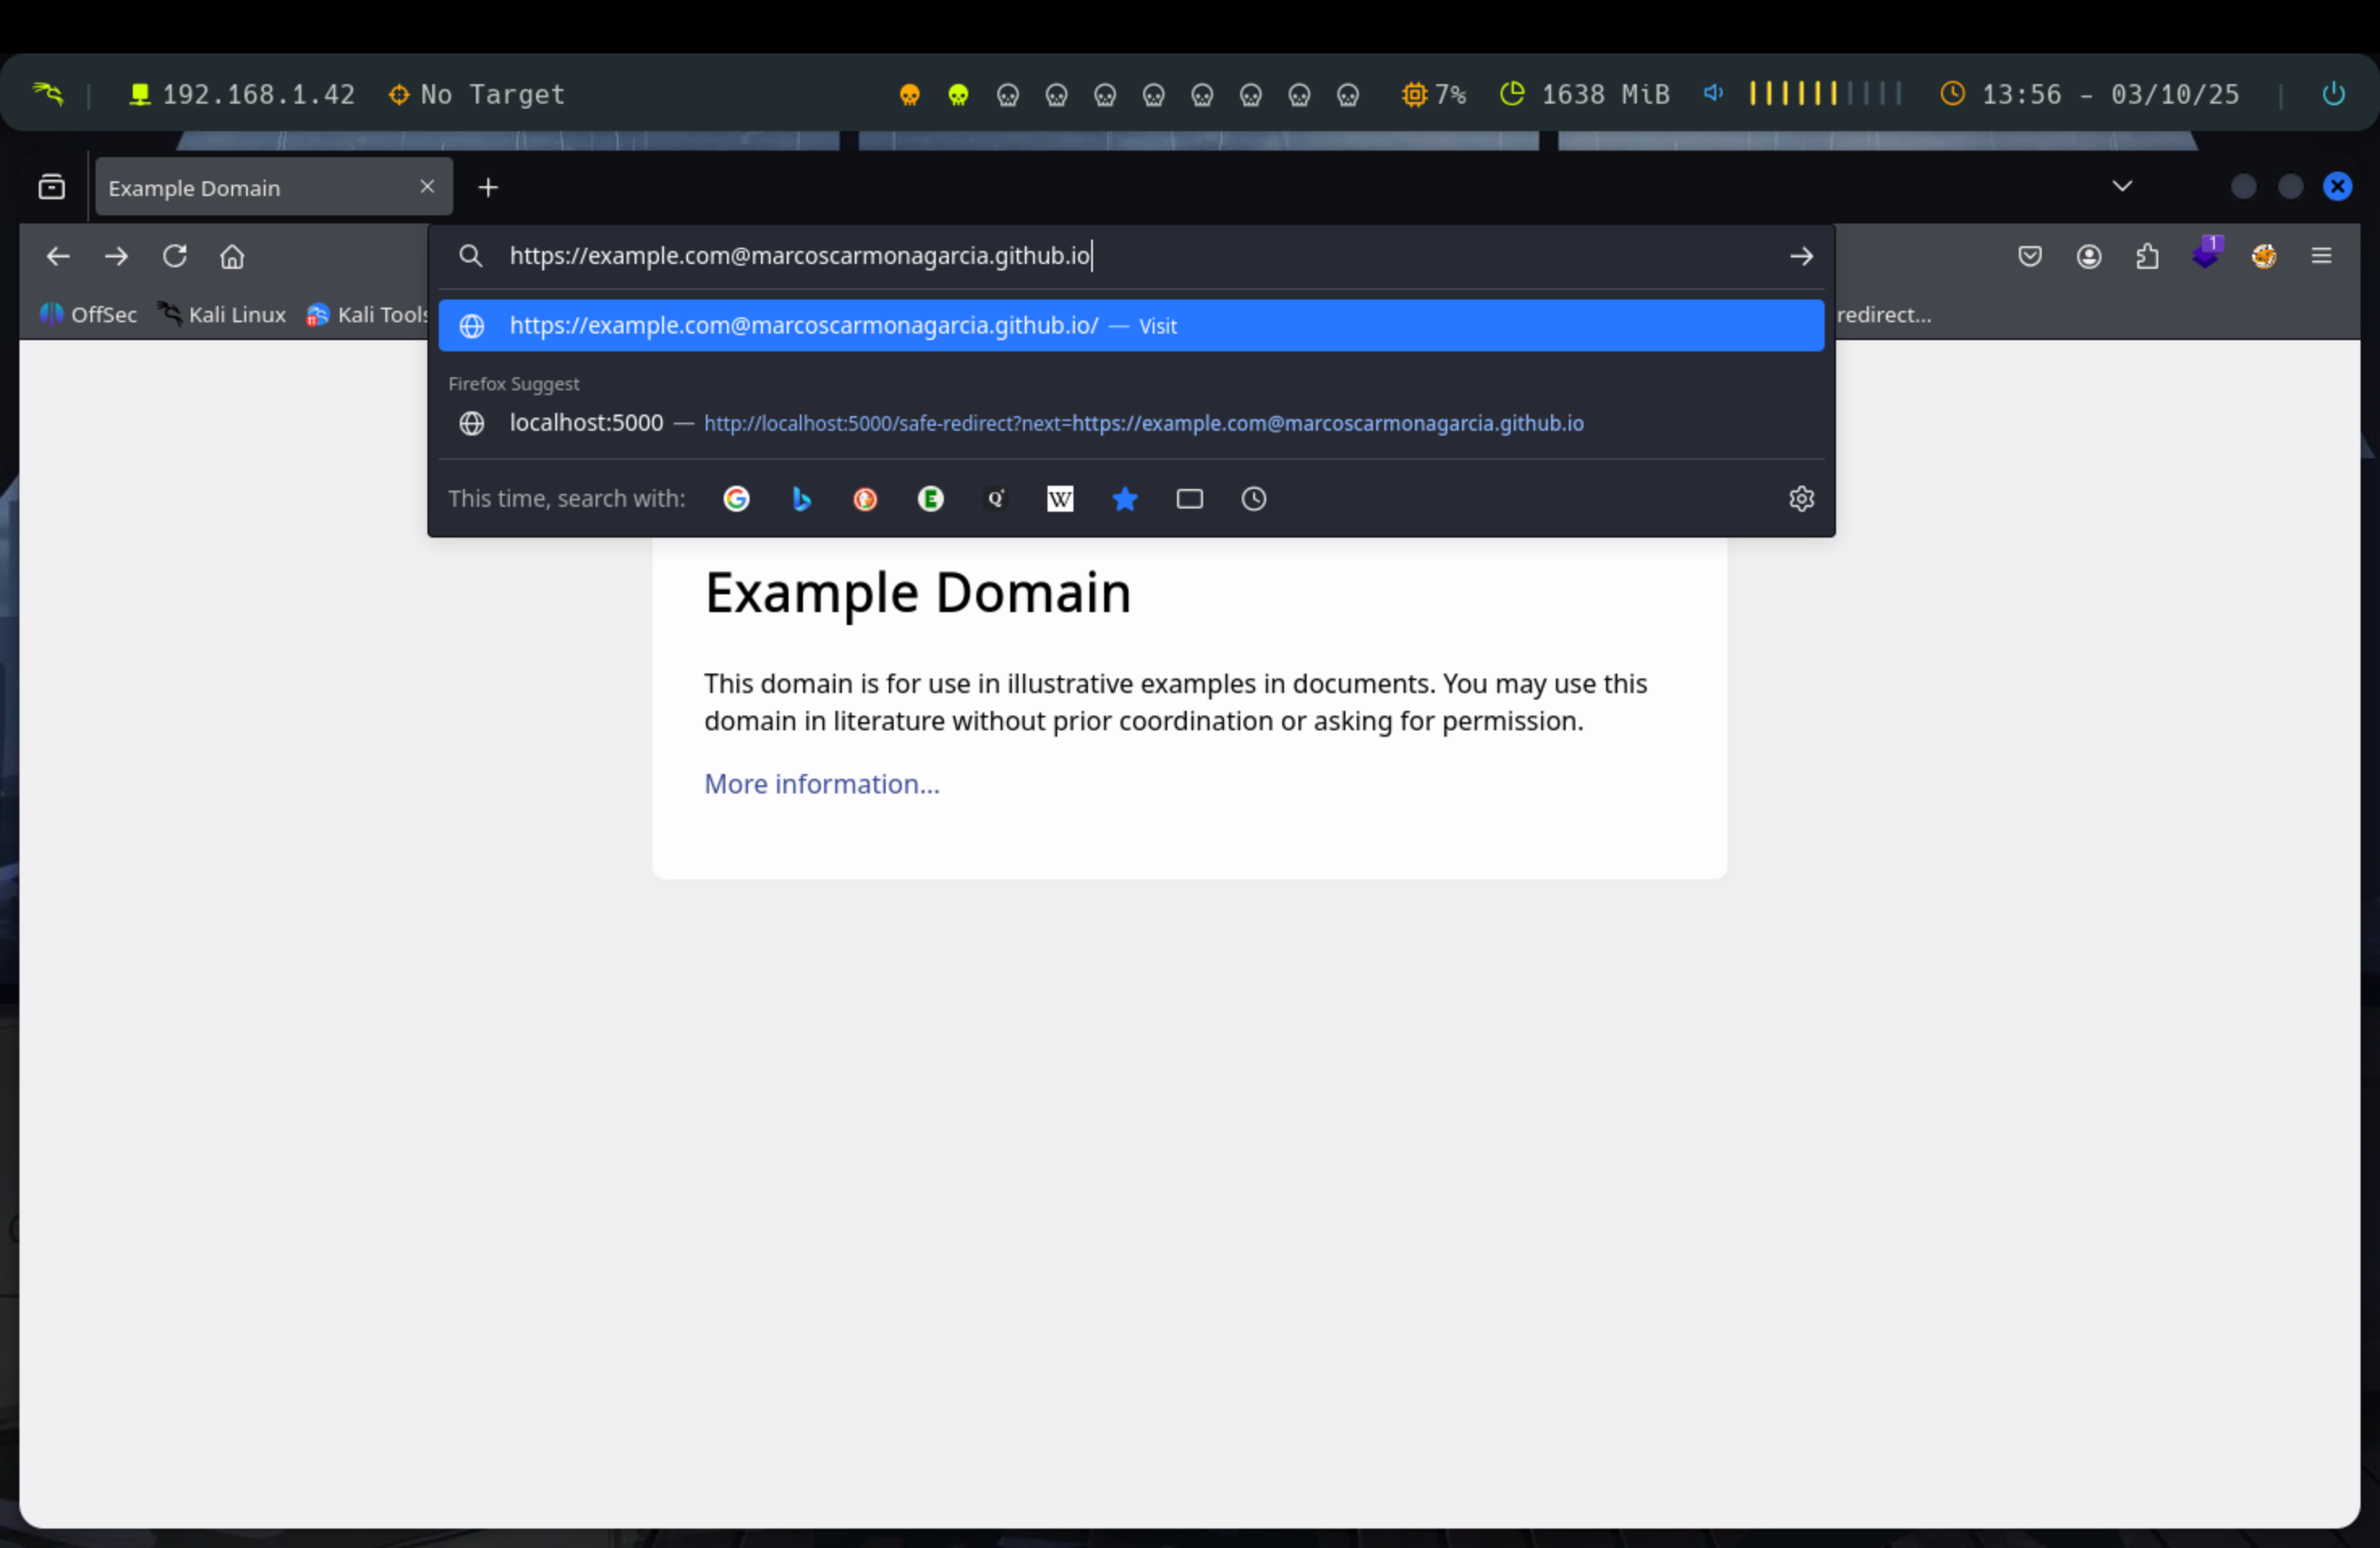 192.168.1.42 No Target 7% 1638 MiB 13:56 - 03/10/25
Example Domain
https://example.com@marcoscarmonagarcia.github.io
1
OffSec Kali Linux Kali Tools redirect...
https://example.com@marcoscarmonagarcia.github.io/ — Visit
Firefox Suggest
localhost:5000 — http://localhost:5000/safe-redirect?next=https://example.com@marcoscarmonagarcia.github.io
This time, search with:
Example Domain
This domain is for use in illustrative examples in documents. You may use this
domain in literature without prior coordination or asking for permission.
More information...